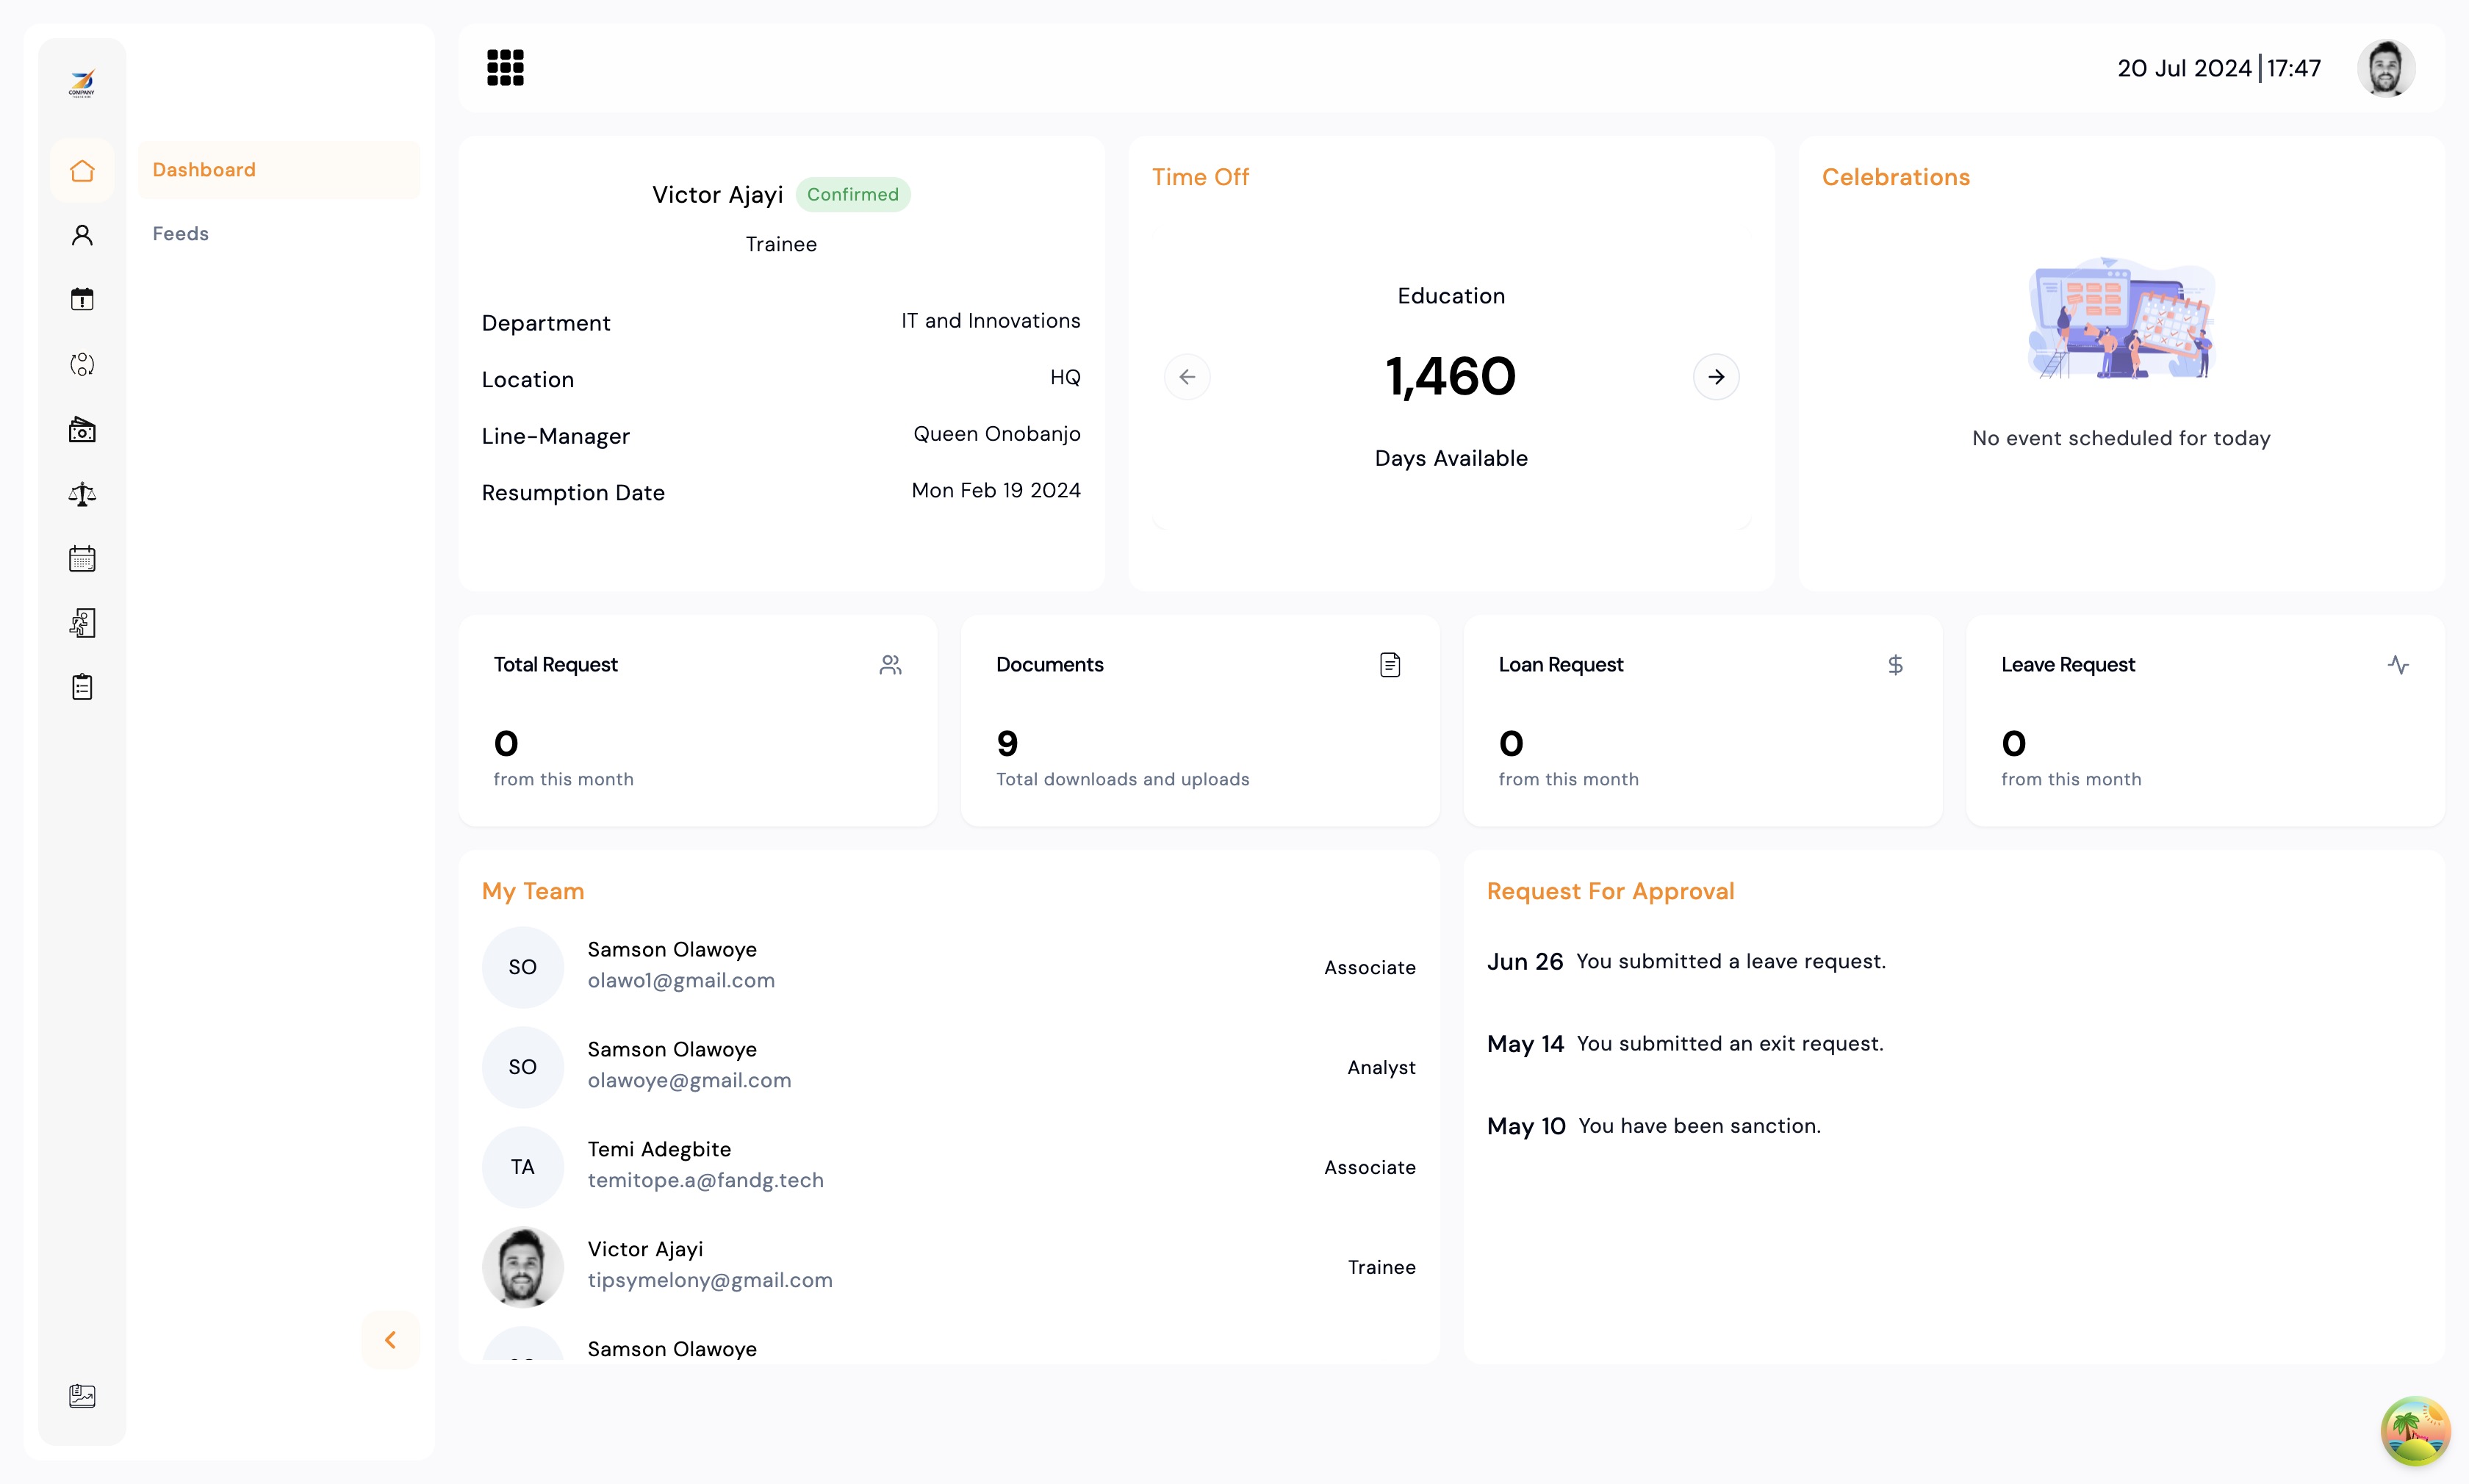 COMPANY
20 Jul 2024 17:47
Dashboard
Feeds
Victor Ajayi Confirmed
Trainee
Department IT and Innovations
Location HQ
Line-Manager Queen Onobanjo
Resumption Date Mon Feb 19 2024
Time Off
Education
1,460
Days Available
Celebrations
No event scheduled for today
Total Request
0
from this month
Documents
9
Total downloads and uploads
Loan Request
0
from this month
Leave Request
0
from this month
My Team
SO Samson Olawoye
olawo1@gmail.com
Associate
SO Samson Olawoye
olawoye@gmail.com
Analyst
TA Temi Adegbite
temitope.a@fandg.tech
Associate
Victor Ajayi
tipsymelony@gmail.com
Trainee
Samson Olawoye
Request For Approval
Jun 26 You submitted a leave request.
May 14 You submitted an exit request.
May 10 You have been sanction.